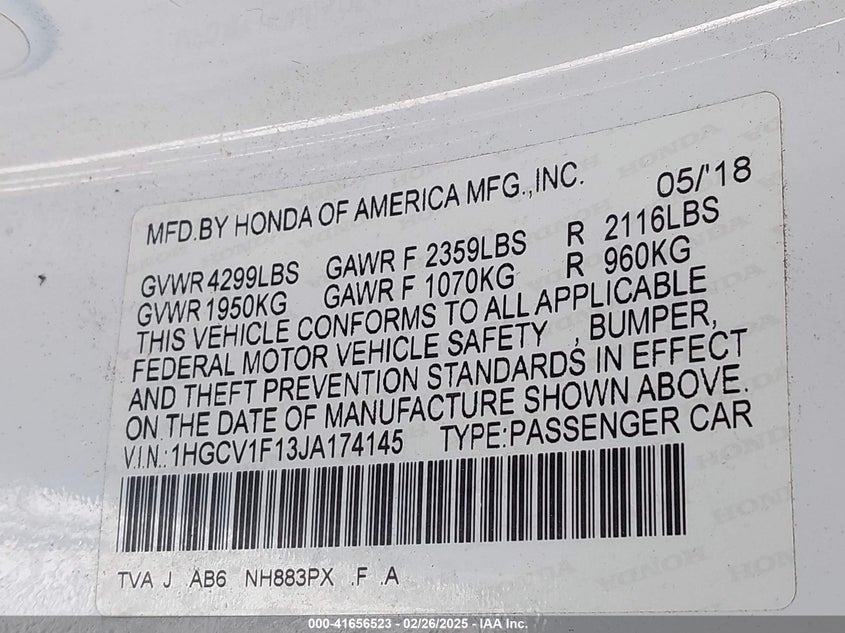 MFD.BY HONDA OF AMERICA MFG.,INC. 05/'18
GVWR 4299LBS GAWR F 2359LBS R 2116LBS
GVWR 1950KG GAWR F 1070KG R 960KG
THIS VEHICLE CONFORMS TO ALL APPLICABLE
FEDERAL MOTOR VEHICLE SAFETY , BUMPER,
AND THEFT PREVENTION STANDARDS IN EFFECT
ON THE DATE OF MANUFACTURE SHOWN ABOVE.
V.I.N.: 1HGCV1F13JA174145 TYPE:PASSENGER CAR
TVA J AB6 NH883PX .F .A
000-41656523 - 02/26/2025 - IAA Inc.